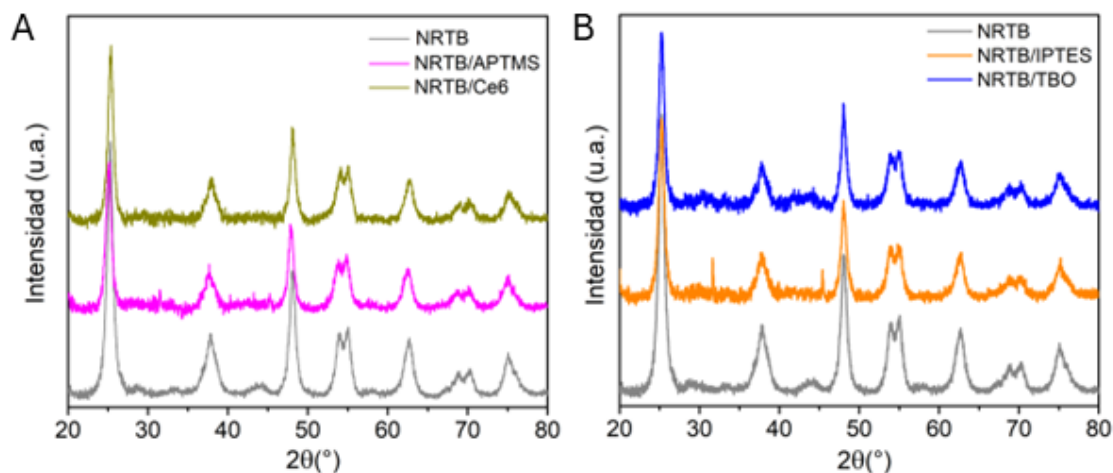 A
NRTB
NRTB/APTMS
NRTB/Ce6
Intensidad (u.a.)
20 30 40 50 60 70 80
2θ(°)
B
NRTB
NRTB/IPTES
NRTB/TBO
Intensidad (u.a.)
20 30 40 50 60 70 80
2θ(°)